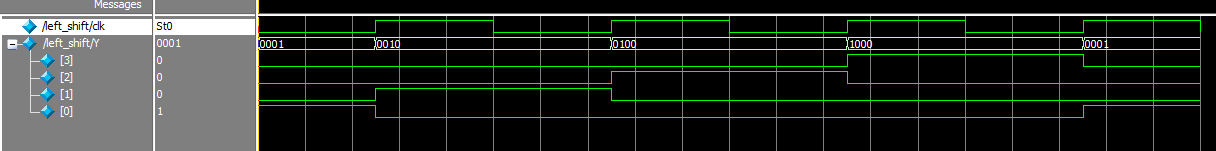 Messages
/left_shift/clk St0
/left_shift/Y 0001 0001 0010 0100 1000 0001
[3] 0
[2] 0
[1] 0
[0] 1